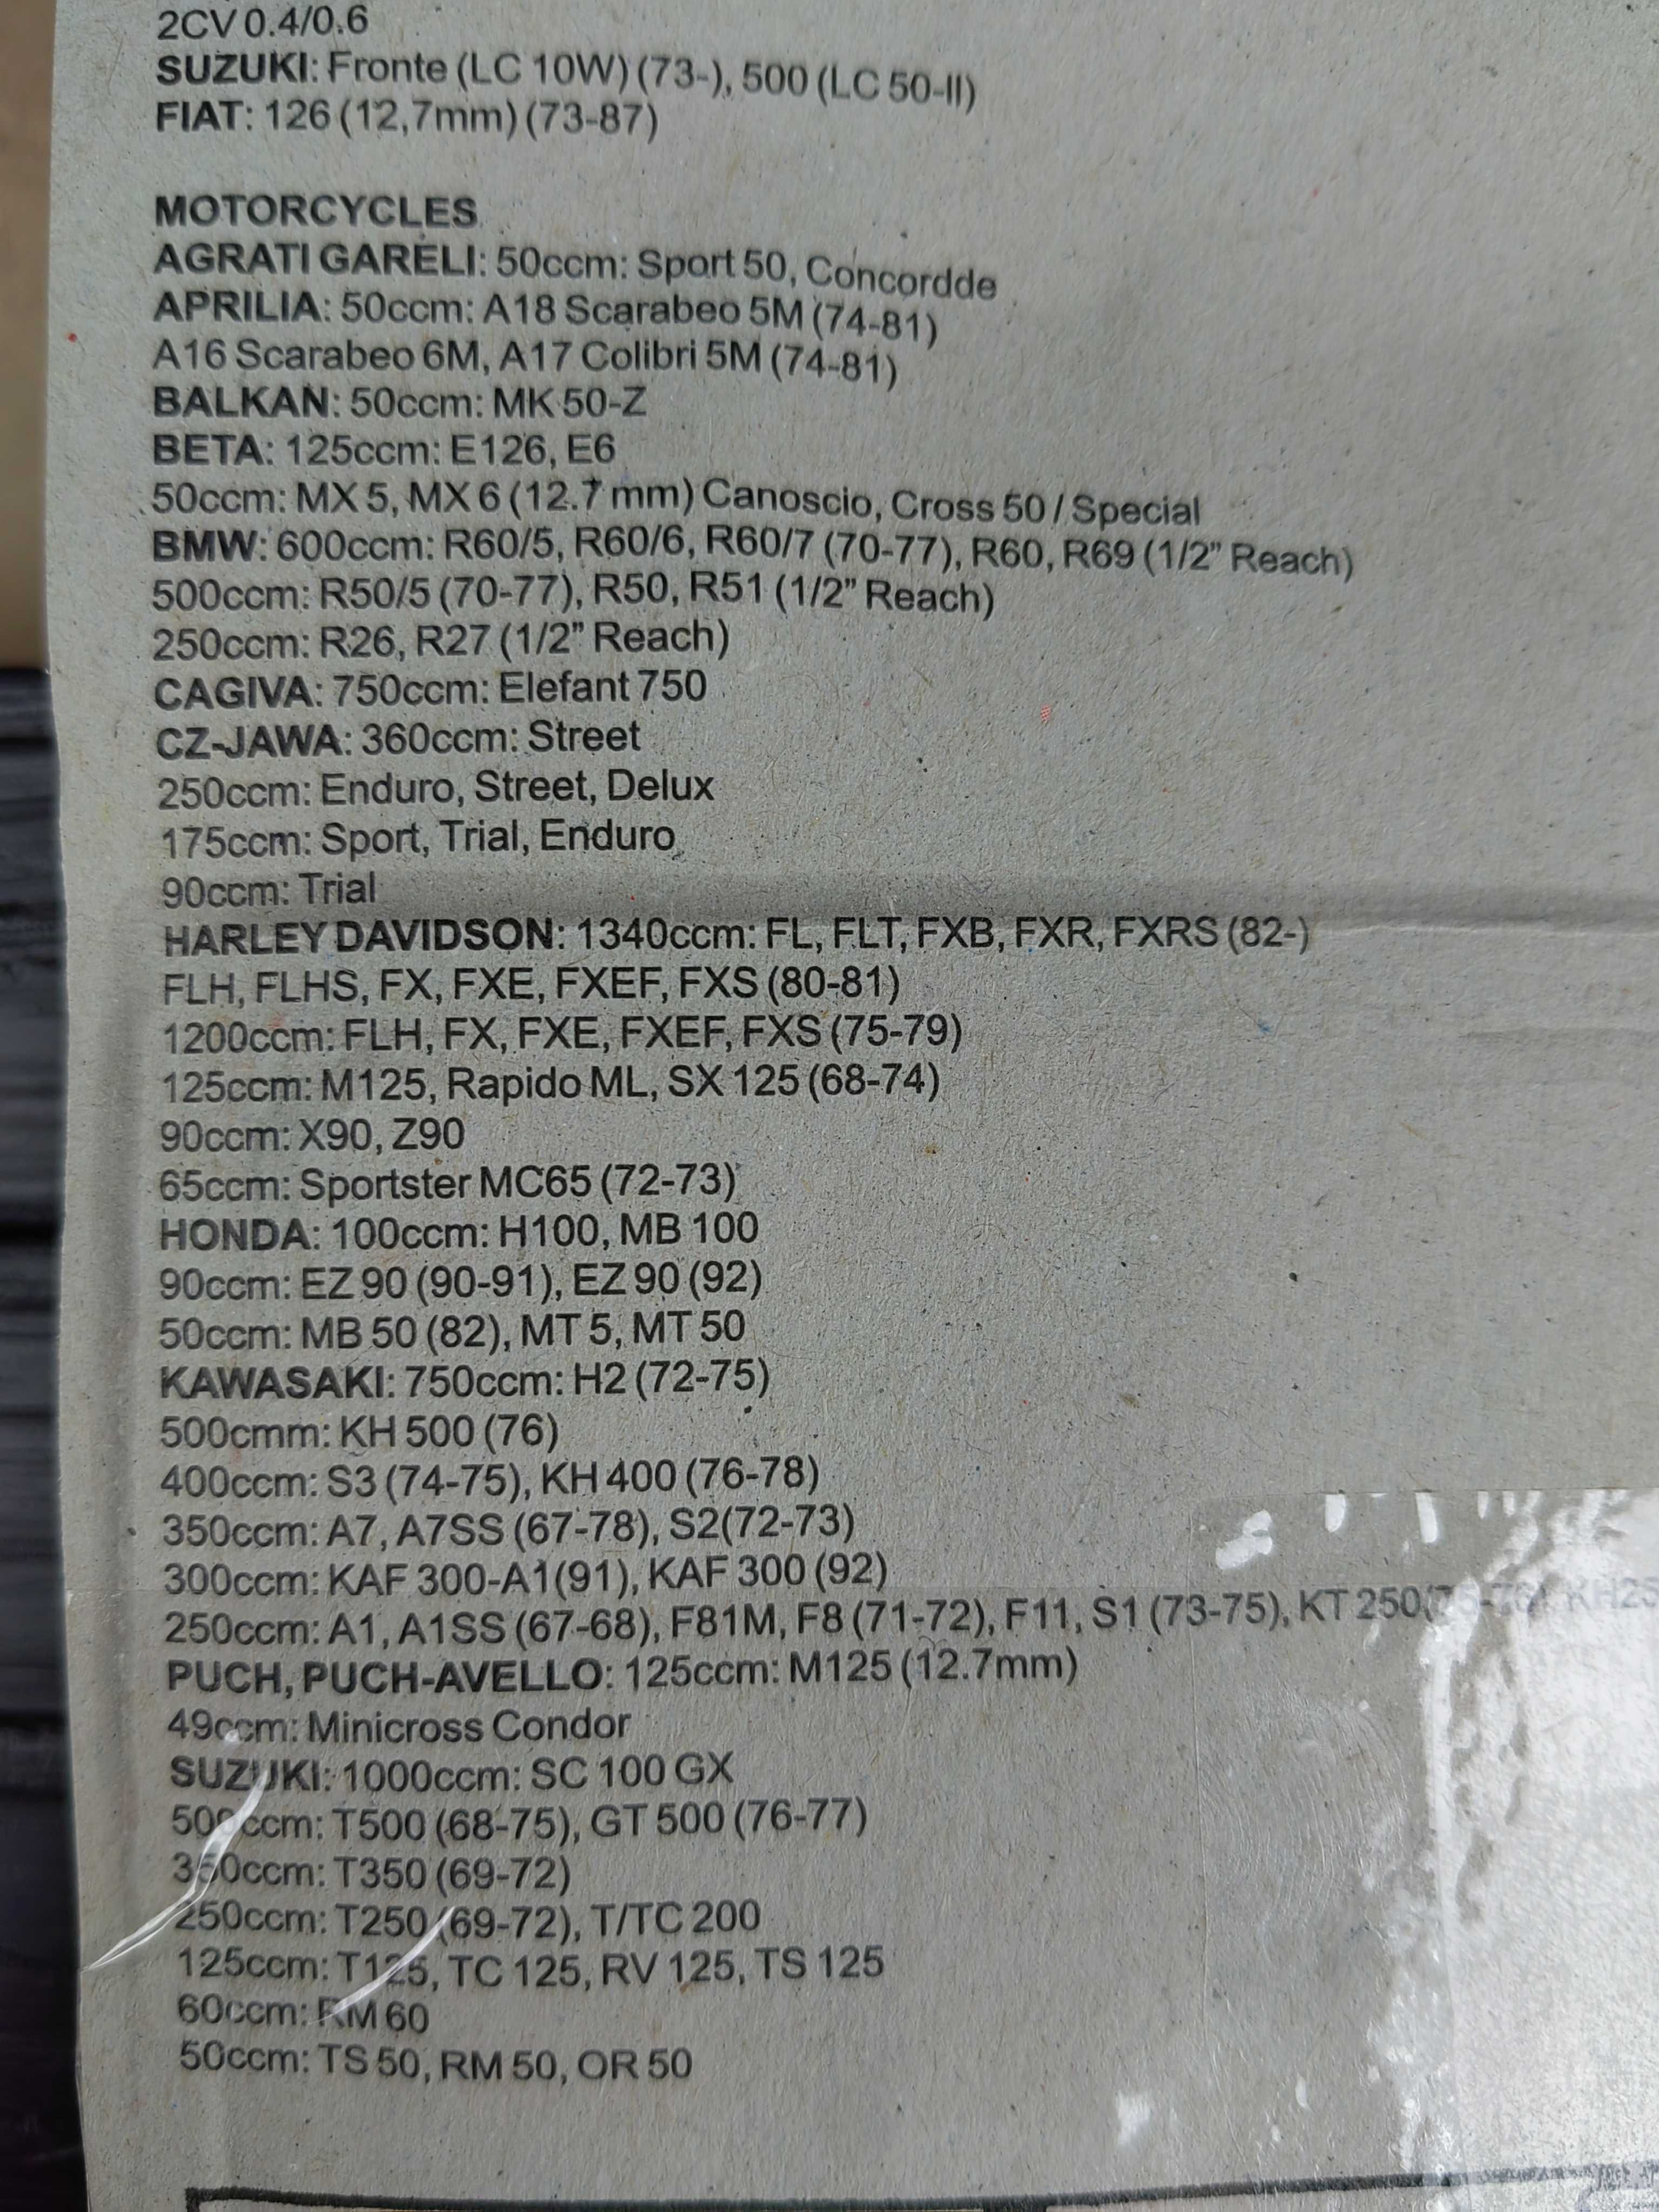 2CV 0.4/0.6
SUZUKI: Fronte (LC 10W) (73-), 500 (LC 50-II)
FIAT: 126 (12,7mm) (73-87)
MOTORCYCLES
AGRATI GARELI: 50ccm: Sport 50, Concordde
APRILIA: 50ccm: A18 Scarabeo 5M (74-81)
A16 Scarabeo 6M, A17 Colibri 5M (74-81)
BALKAN: 50ccm: MK 50-Z
BETA: 125ccm: E126, E6
50ccm: MX 5, MX 6 (12.7 mm) Canoscio, Cross 50 / Special
BMW: 600ccm: R60/5, R60/6, R60/7 (70-77), R60, R69 (1/2" Reach)
500ccm: R50/5 (70-77), R50, R51 (1/2" Reach)
250ccm: R26, R27 (1/2" Reach)
CAGIVA: 750ccm: Elefant 750
CZ-JAWA: 360ccm: Street
250ccm: Enduro, Street, Delux
175ccm: Sport, Trial, Enduro
90ccm: Trial
HARLEY DAVIDSON: 1340ccm: FL, FLT, FXB, FXR, FXRS (82-)
FLH, FLHS, FX, FXE, FXEF, FXS (80-81)
1200ccm: FLH, FX, FXE, FXEF, FXS (75-79)
125ccm: M125, Rapido ML, SX 125 (68-74)
90ccm: X90, Z90
65ccm: Sportster MC65 (72-73)
HONDA: 100ccm: H100, MB 100
90ccm: EZ 90 (90-91), EZ 90 (92)
50ccm: MB 50 (82), MT 5, MT 50
KAWASAKI: 750ccm: H2 (72-75)
500cmm: KH 500 (76)
400ccm: S3 (74-75), KH 400 (76-78)
350ccm: A7, A7SS (67-78), S2(72-73)
300ccm: KAF 300-A1(91), KAF 300 (92)
250ccm: A1, A1SS (67-68), F81M, F8 (71-72), F11, S1 (73-75), KT 250
PUCH, PUCH-AVELLO: 125ccm: M125 (12.7mm)
49ccm: Minicross Condor
SUZUKI: 1000ccm: SC 100 GX
500ccm: T500 (68-75), GT 500 (76-77)
350ccm: T350 (69-72)
250ccm: T250 (69-72), T/TC 200
125ccm: T125, TC 125, RV 125, TS 125
60ccm: RM 60
50ccm: TS 50, RM 50, OR 50